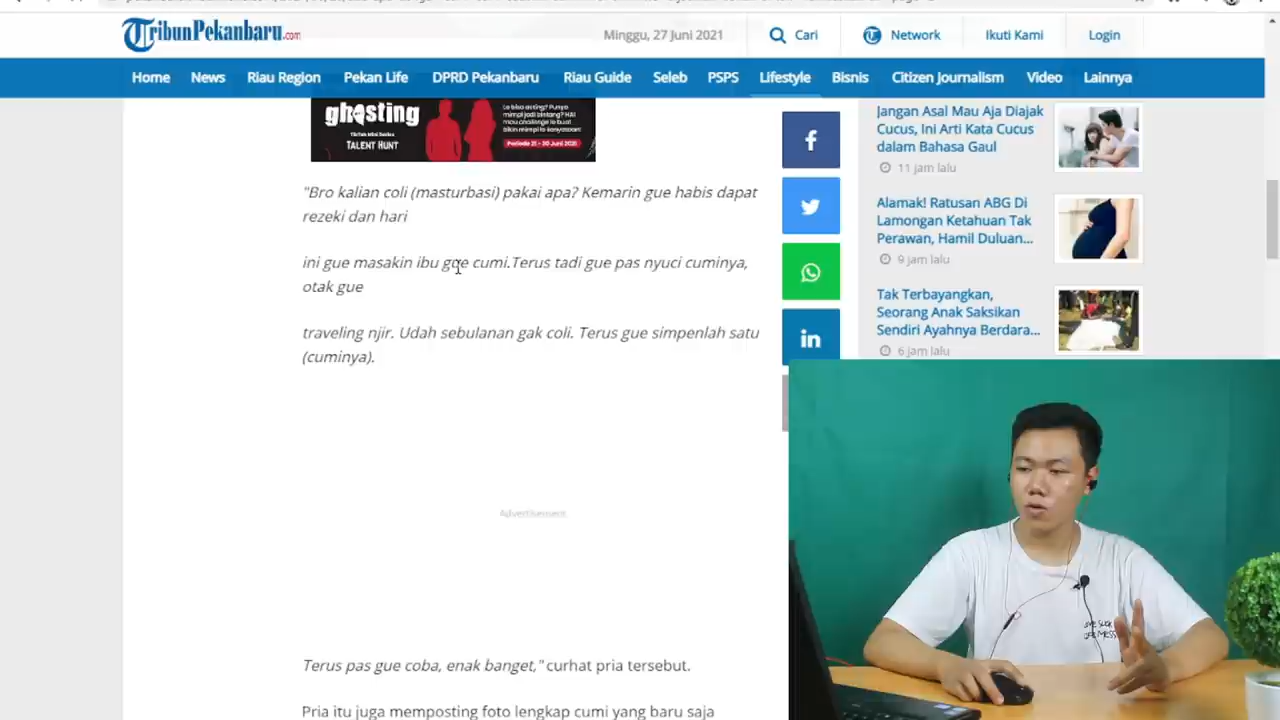 TribunPekanbaru.com
Minggu, 27 Juni 2021
Cari
Network
Ikuti Kami
Login
Home
News
Riau Region
Pekan Life
DPRD Pekanbaru
Riau Guide
Seleb
PSPS
Lifestyle
Bisnis
Citizen Journalism
Video
Lainnya
ghosting
TALENT HUNT
"Bro kalian coli (masturbasi) pakai apa? Kemarin gue habis dapat
rezeki dan hari
ini gue masakin ibu gue cumi.Terus tadi gue pas nyuci cuminya,
otak gue
traveling njir. Udah sebulanan gak coli. Terus gue simpenlah satu
(cuminya).
Advertisement
Terus pas gue coba, enak banget," curhat pria tersebut.
Pria itu juga memposting foto lengkap cumi yang baru saja
Jangan Asal Mau Aja Diajak
Cucus, Ini Arti Kata Cucus
dalam Bahasa Gaul
11 jam lalu
Alamak! Ratusan ABG Di
Lamongan Ketahuan Tak
Perawan, Hamil Duluan...
9 jam lalu
Tak Terbayangkan,
Seorang Anak Saksikan
Sendiri Ayahnya Berdara...
6 jam lalu